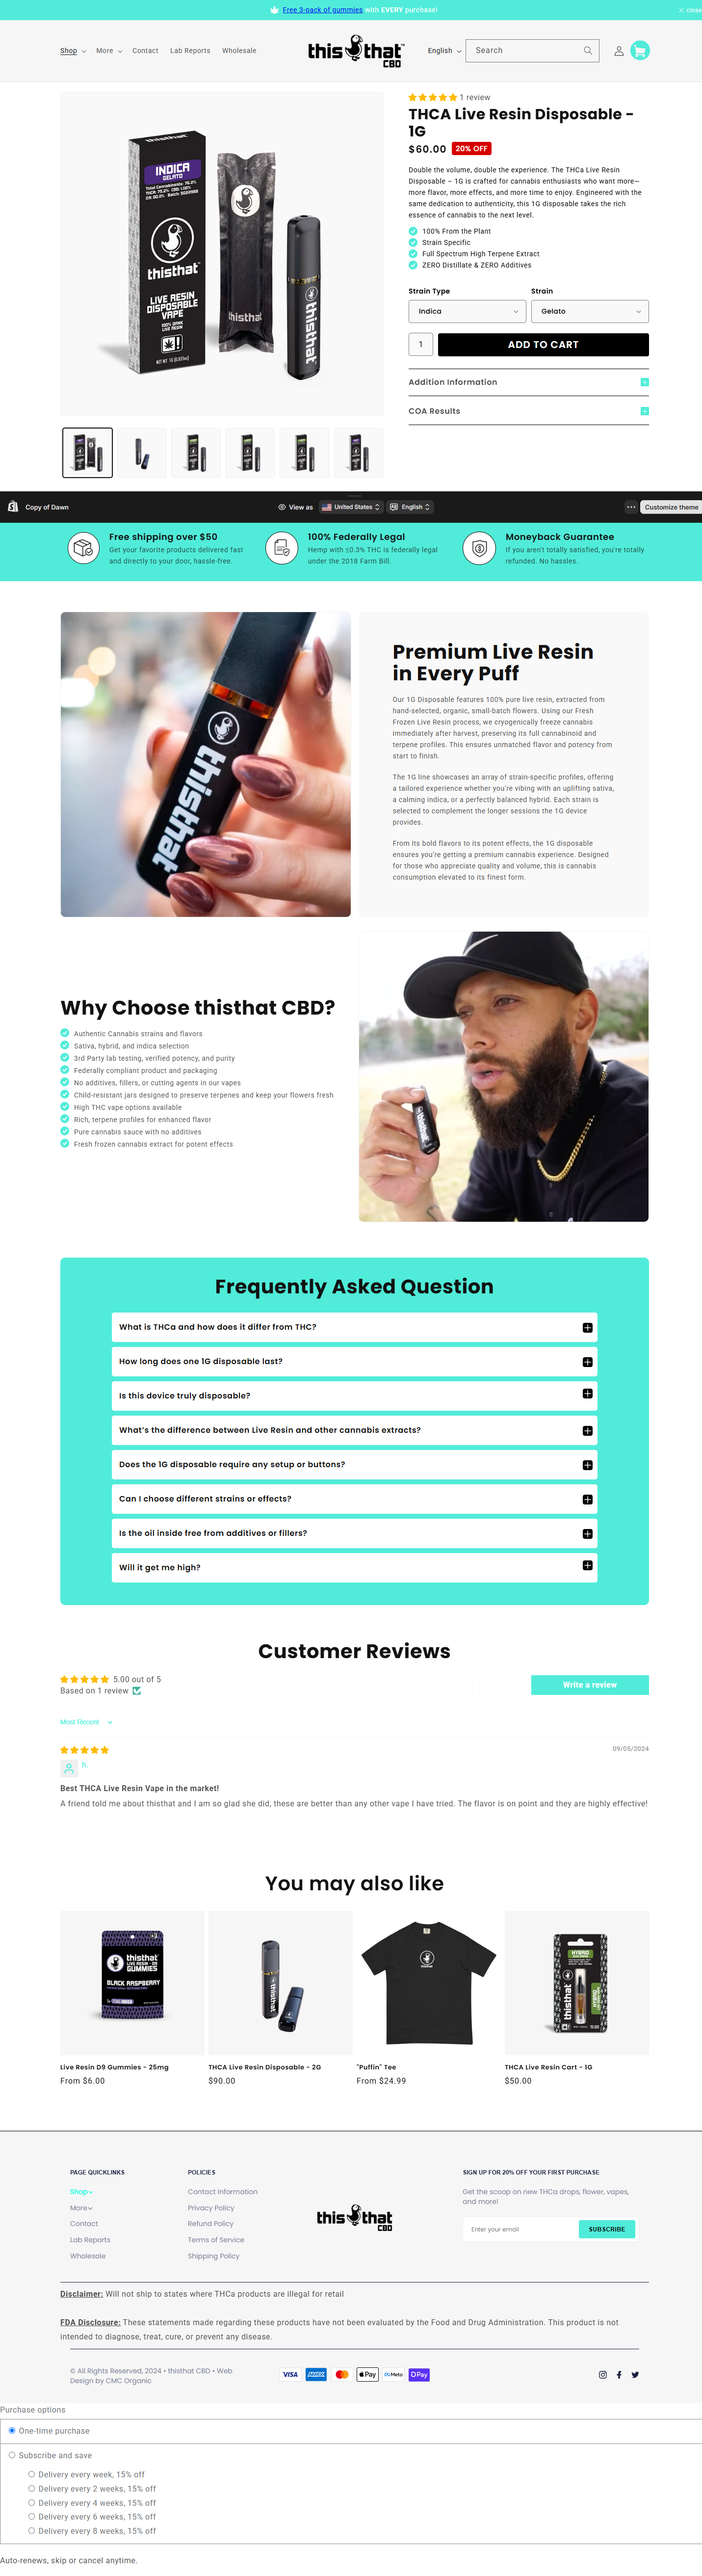 Free 3-pack of gummies with EVERY purchase!
close
Shop
More
Contact
Lab Reports
Wholesale
this that
CBD
English
Search
1 review
THCA Live Resin Disposable -
1G
$60.00
20% OFF
Double the volume, double the experience. The THCa Live Resin
Disposable – 1G is crafted for cannabis enthusiasts who want more—
more flavor, more effects, and more time to enjoy. Engineered with the
same dedication to authenticity, this 1G disposable takes the rich
essence of cannabis to the next level.
100% From the Plant
Strain Specific
Full Spectrum High Terpene Extract
ZERO Distillate & ZERO Additives
Strain Type
Strain
Indica
Gelato
1
ADD TO CART
Addition Information
COA Results
INDICA
GELATO
thisthat
LIVE RESIN
DISPOSABLE
VAPE
thisthat
thisthat
Copy of Dawn
View as
United States
English
Customize theme
Free shipping over $50
Get your favorite products delivered fast
and directly to your door, hassle-free.
100% Federally Legal
Hemp with ≤0.3% THC is federally legal
under the 2018 Farm Bill.
Moneyback Guarantee
If you aren't totally satisfied, you're totally
refunded. No hassles.
thisthat
Premium Live Resin
in Every Puff
Our 1G Disposable features 100% pure live resin, extracted from
hand-selected, organic, small-batch flowers. Using our Fresh
Frozen Live Resin process, we cryogenically freeze cannabis
immediately after harvest, preserving its full cannabinoid and
terpene profiles. This ensures unmatched flavor and potency from
start to finish.
The 1G line showcases an array of strain-specific profiles, offering
a tailored experience whether you're vibing with an uplifting sativa,
a calming indica, or a perfectly balanced hybrid. Each strain is
selected to complement the longer sessions the 1G device
provides.
From its bold flavors to its potent effects, the 1G disposable
ensures you're getting a premium cannabis experience. Designed
for those who appreciate quality and volume, this is cannabis
consumption elevated to its finest form.
Why Choose thisthat CBD?
Authentic Cannabis strains and flavors
Sativa, hybrid, and indica selection
3rd Party lab testing, verified potency, and purity
Federally compliant product and packaging
No additives, fillers, or cutting agents in our vapes
Child-resistant jars designed to preserve terpenes and keep your flowers fresh
High THC vape options available
Rich, terpene profiles for enhanced flavor
Pure cannabis sauce with no additives
Fresh frozen cannabis extract for potent effects
Frequently Asked Question
What is THCa and how does it differ from THC?
How long does one 1G disposable last?
Is this device truly disposable?
What's the difference between Live Resin and other cannabis extracts?
Does the 1G disposable require any setup or buttons?
Can I choose different strains or effects?
Is the oil inside free from additives or fillers?
Will it get me high?
Customer Reviews
5.00 out of 5
Based on 1 review
Write a review
Most Recent
09/05/2024
h.
Best THCA Live Resin Vape in the market!
A friend told me about thisthat and I am so glad she did, these are better than any other vape I have tried. The flavor is on point and they are highly effective!
You may also like
thisthat
GUMMIES
BLACK RASPBERRY
thisthat
HYBRID
Live Resin D9 Gummies - 25mg
From $6.00
THCA Live Resin Disposable - 2G
$90.00
"Puffin" Tee
From $24.99
THCA Live Resin Cart - 1G
$50.00
PAGE QUICKLINKS
Shop
More
Contact
Lab Reports
Wholesale
POLICIES
Contact Information
Privacy Policy
Refund Policy
Terms of Service
Shipping Policy
this that
CBD
SIGN UP FOR 20% OFF YOUR FIRST PURCHASE
Get the scoop on new THCa drops, flower, vapes,
and more!
Enter your email
SUBSCRIBE
Disclaimer: Will not ship to states where THCa products are illegal for retail
FDA Disclosure: These statements made regarding these products have not been evaluated by the Food and Drug Administration. This product is not
intended to diagnose, treat, cure, or prevent any disease.
© All Rights Reserved, 2024 • thisthat CBD • Web
Design by CMC Organic
VISA
AMEX
Pay
Meta
Pay
Purchase options
One-time purchase
Subscribe and save
Delivery every week, 15% off
Delivery every 2 weeks, 15% off
Delivery every 4 weeks, 15% off
Delivery every 6 weeks, 15% off
Delivery every 8 weeks, 15% off
Auto-renews, skip or cancel anytime.